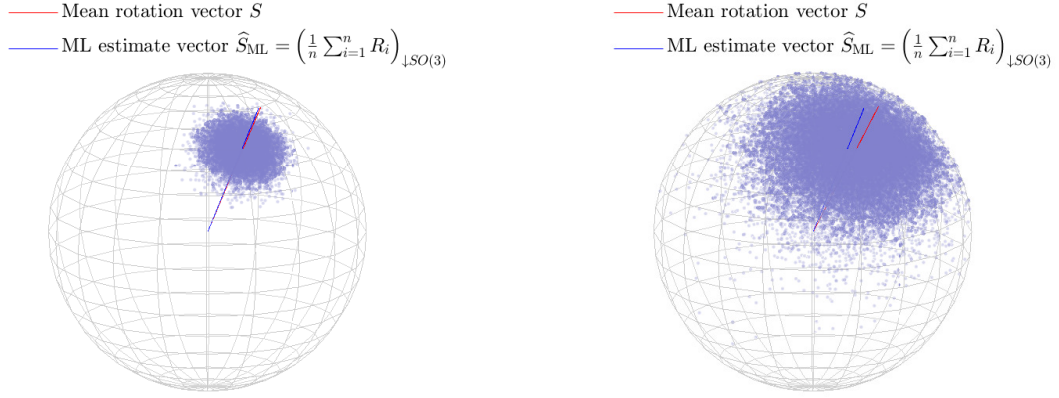 Mean rotation vector S
ML estimate vector Ŝ_ML = (1/n ∑_{i=1}^{n} R_i)_{↓SO(3)}
Mean rotation vector S
ML estimate vector Ŝ_ML = (1/n ∑_{i=1}^{n} R_i)_{↓SO(3)}